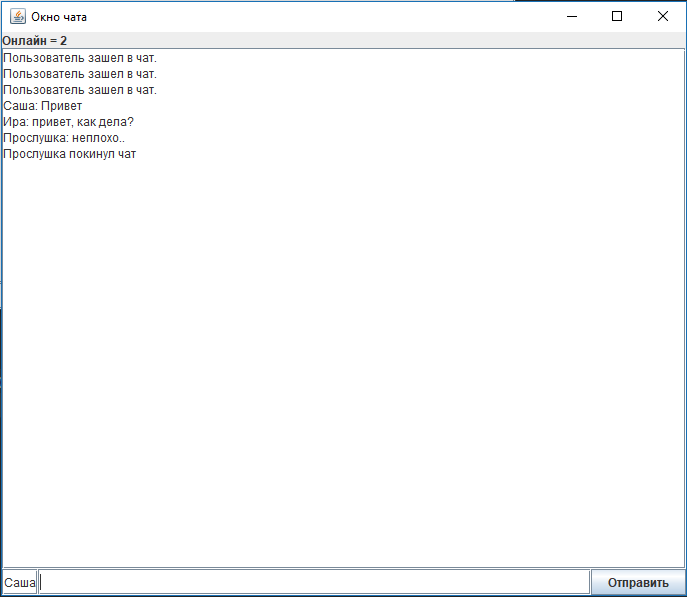 Окно чата
Онлайн = 2
Пользователь зашел в чат.
Пользователь зашел в чат.
Пользователь зашел в чат.
Саша: Привет
Ира: привет, как дела?
Прослушка: неплохо..
Прослушка покинул чат
Саша
Отправить